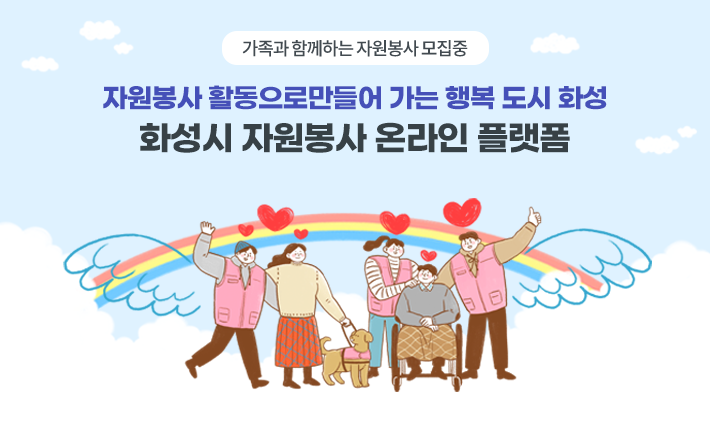 가족과 함께하는 자원봉사 모집중
자원봉사 활동으로만들어 가는 행복 도시 화성
화성시 자원봉사 온라인 플랫폼